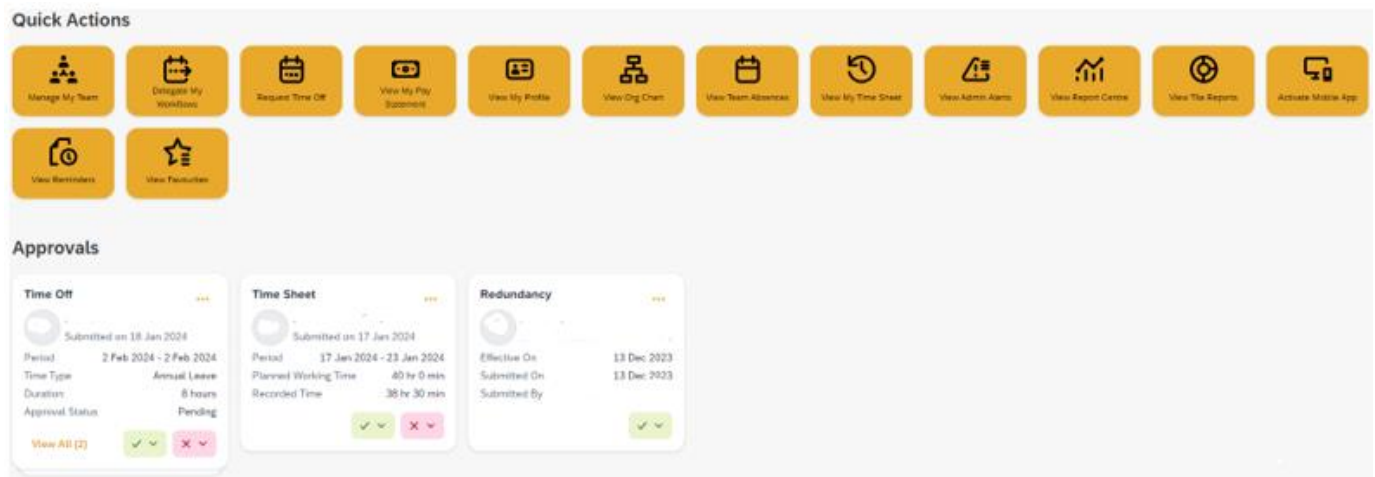 Quick Actions
Manage My Team
Delegate My
Workflows
Request Time Off
View My Pay
Statement
View My Profile
View Org Chart
View Team Absences
View My Time Sheet
View Admin Alerts
View Report Centre
View Tile Reports
Activate Mobile App
View Reminders
View Favourites
Approvals
Time Off
Submitted on 18 Jan 2024
Period 2 Feb 2024 - 2 Feb 2024
Time Type Annual Leave
Duration 8 hours
Approval Status Pending
View All (2)
Time Sheet
Submitted on 17 Jan 2024
Period 17 Jan 2024 - 23 Jan 2024
Planned Working Time 40 hr 0 min
Recorded Time 38 hr 30 min
Redundancy
Effective On 13 Dec 2023
Submitted On 13 Dec 2023
Submitted By